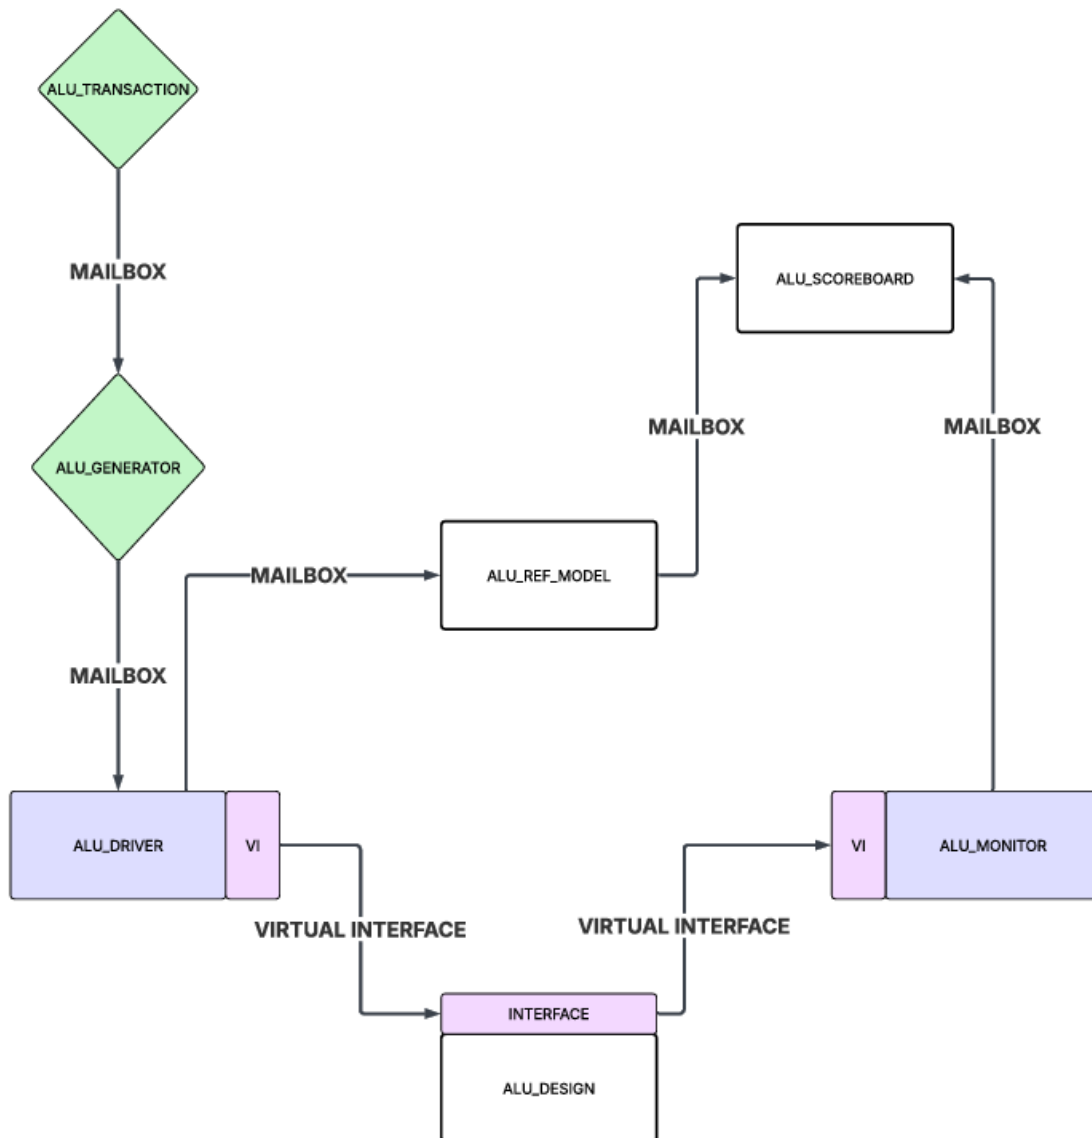 ALU_TRANSACTION
MAILBOX
ALU_SCOREBOARD
MAILBOX
MAILBOX
ALU_GENERATOR
MAILBOX
ALU_REF_MODEL
MAILBOX
ALU_DRIVER
VI
VI
ALU_MONITOR
VIRTUAL INTERFACE
VIRTUAL INTERFACE
INTERFACE
ALU_DESIGN